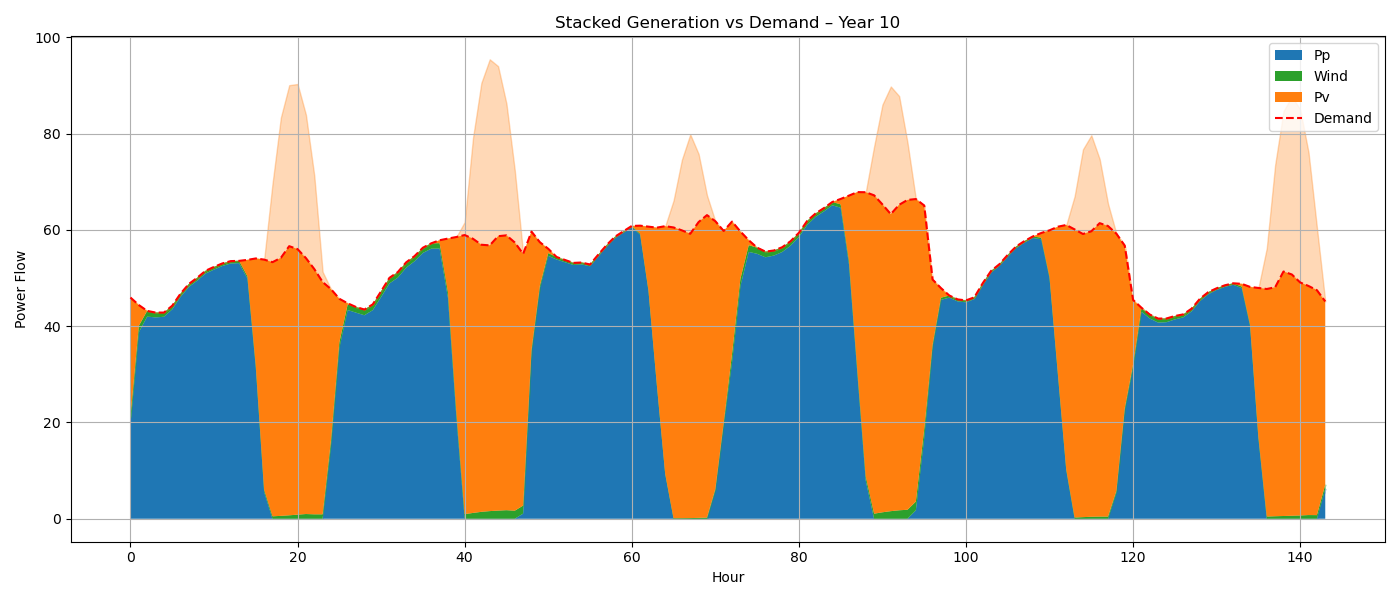 Stacked Generation vs Demand – Year 10
Power Flow
100
80
60
40
20
0
Pp
Wind
Pv
Demand
0 20 40 60 80 100 120 140
Hour